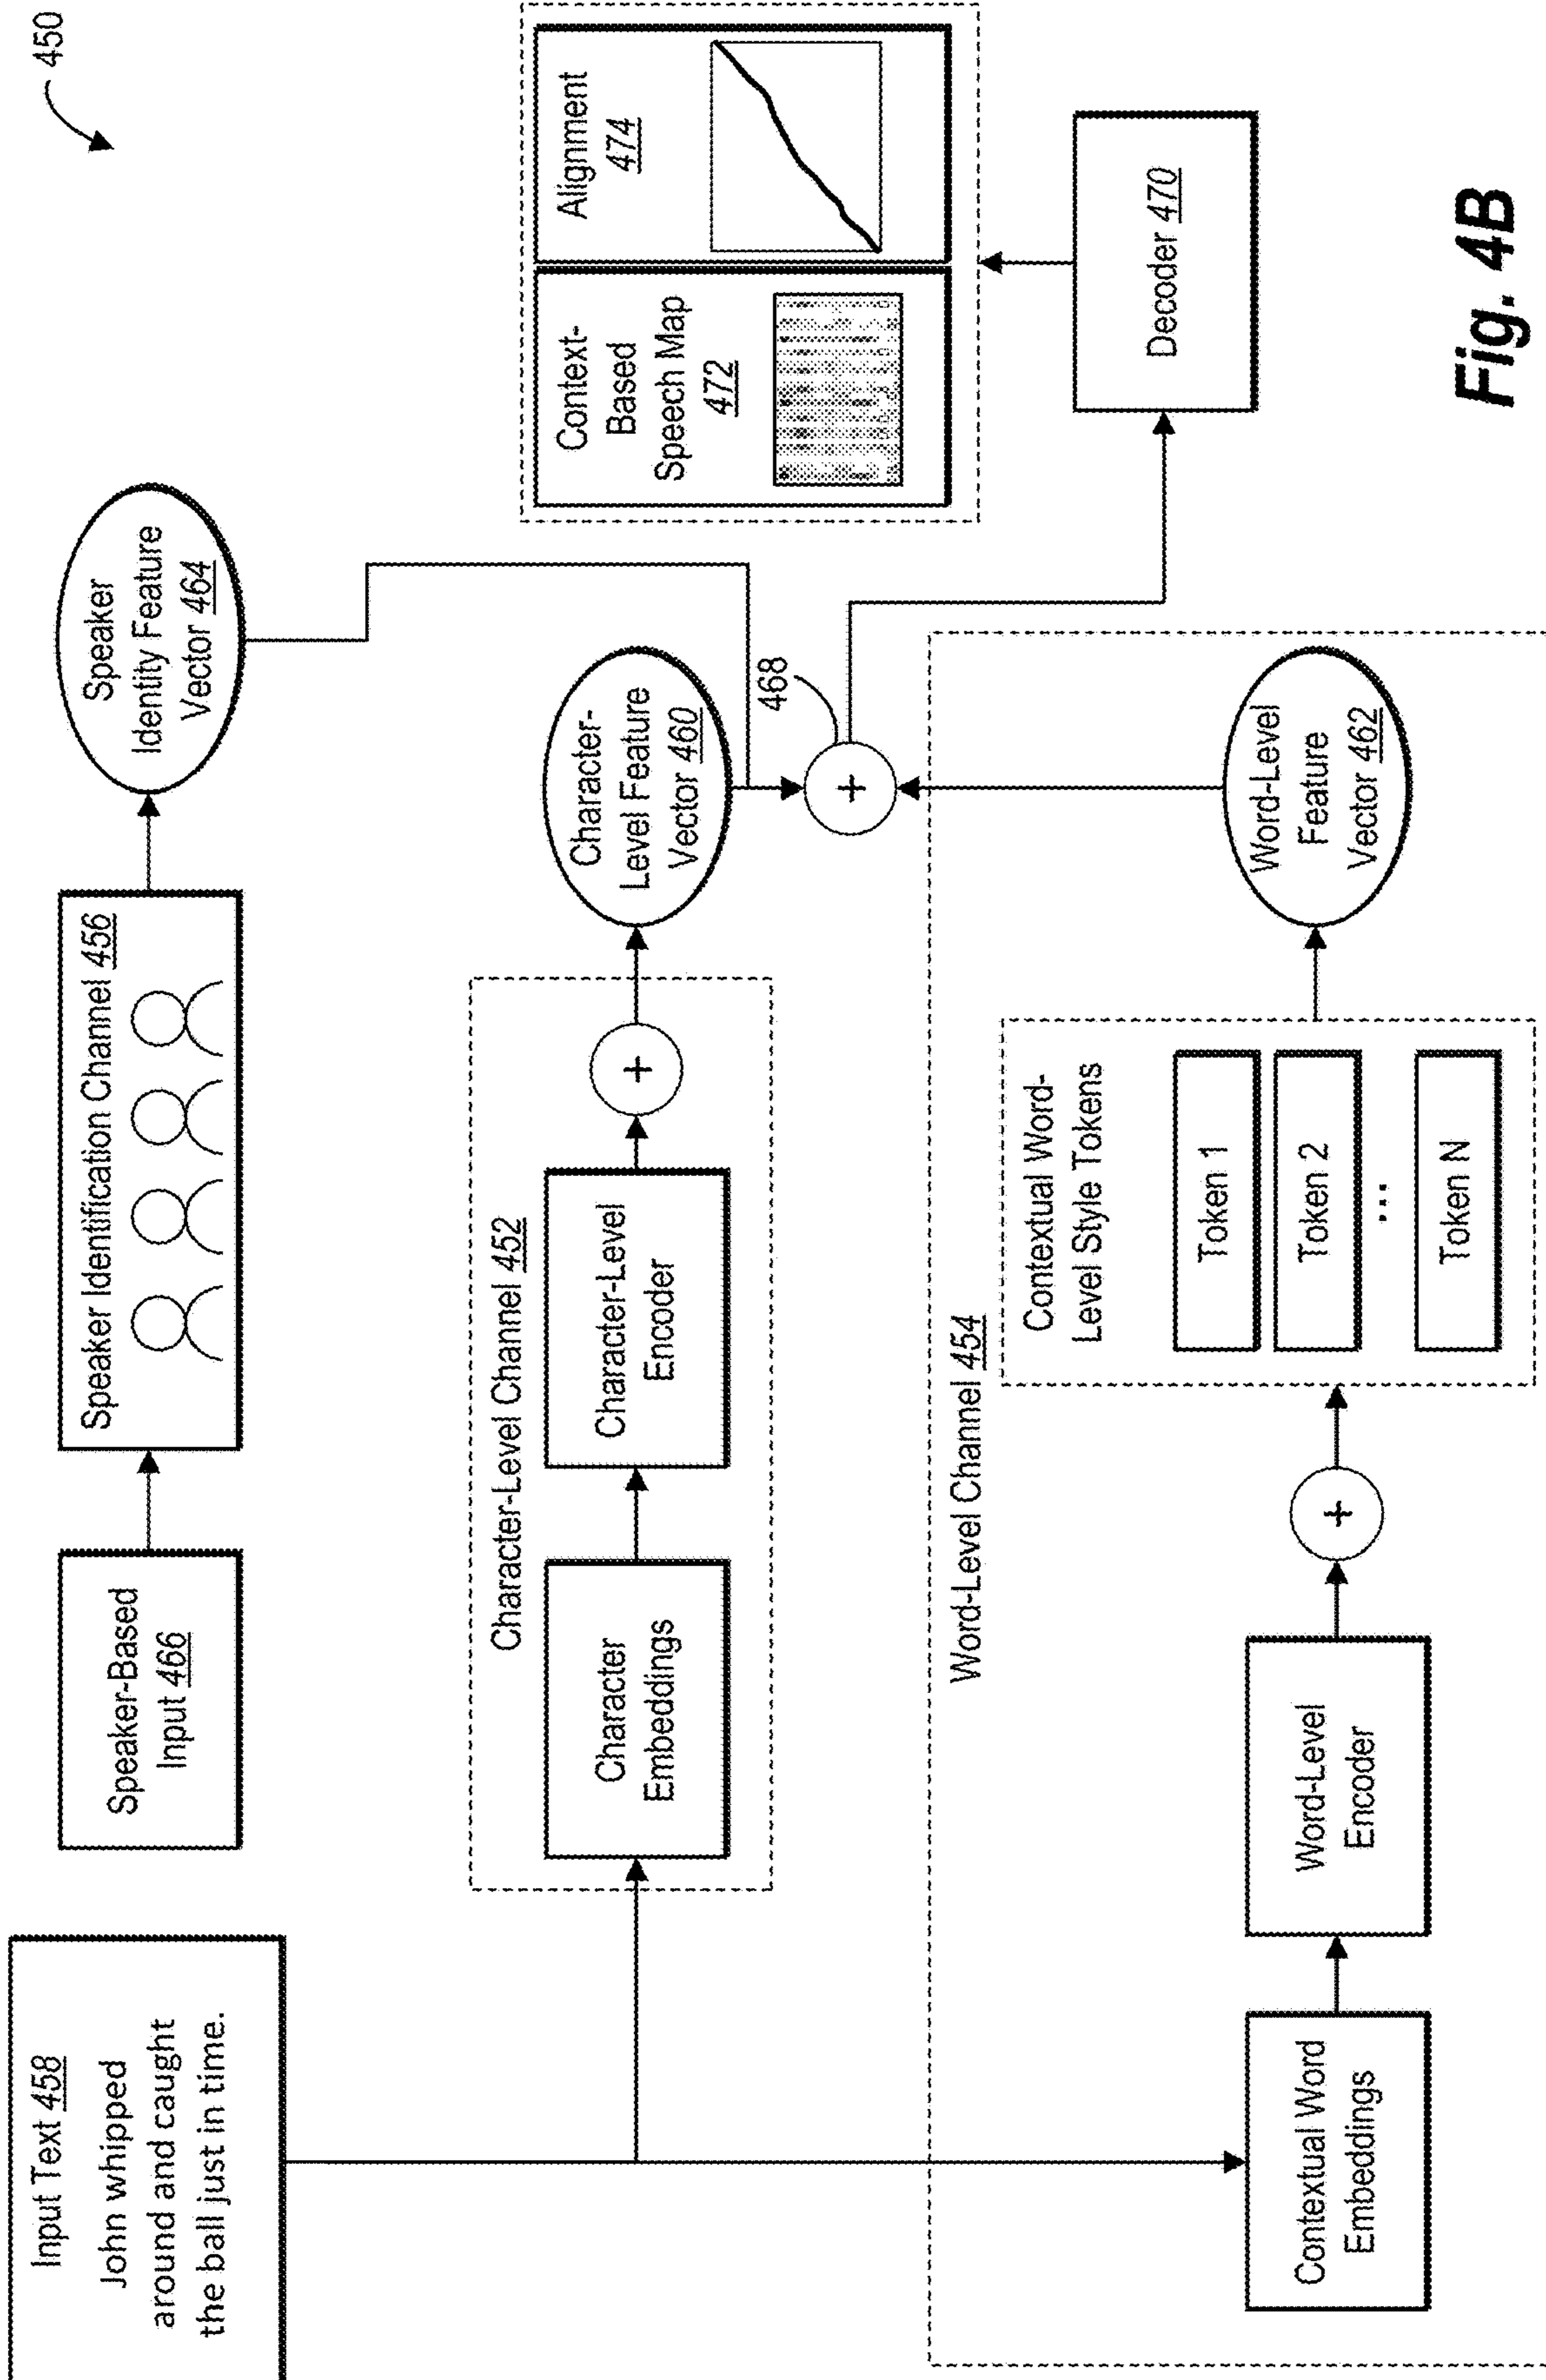 450
Input Text 458
John whipped
around and caught
the ball just in time.
Speaker-Based
Input 466
Speaker Identification Channel 456
Speaker
Identity Feature
Vector 464
Character-Level Channel 452
Character
Embeddings
Character-Level
Encoder
+
Character-
Level Feature
Vector 460
468
+
Context-
Based
Speech Map
472
Alignment
474
Word-Level Channel 454
Contextual Word
Embeddings
Word-Level
Encoder
+
Contextual Word-
Level Style Tokens
Token 1
Token 2
...
Token N
Word-Level
Feature
Vector 462
Decoder 470
Fig. 4B